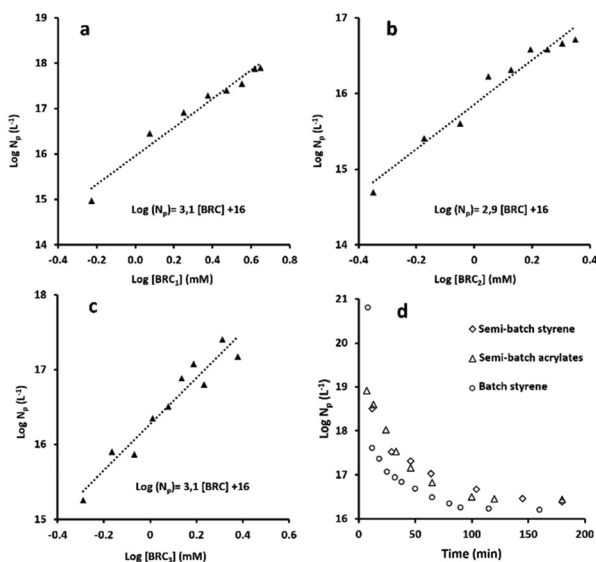 a
19
18
17
16
15
14
Log Nₚ (L⁻¹)
Log (Nₚ)= 3,1 [BRC] +16
-0.4 -0.2 0.0 0.2 0.4 0.6 0.8
Log [BRC₁] (mM)
b
17
16
15
14
Log Nₚ (L⁻¹)
Log (Nₚ)= 2,9 [BRC] +16
-0.4 -0.2 0.0 0.2 0.4
Log [BRC₂] (mM)
c
18
17
16
15
Log Nₚ (L⁻¹)
Log (Nₚ)= 3,1 [BRC] +16
-0.4 -0.2 0.0 0.2 0.4 0.6
Log [BRC₃] (mM)
d
21
20
19
18
17
16
Log Nₚ (L⁻¹)
Semi-batch styrene
Semi-batch acrylates
Batch styrene
0 50 100 150 200
Time (min)